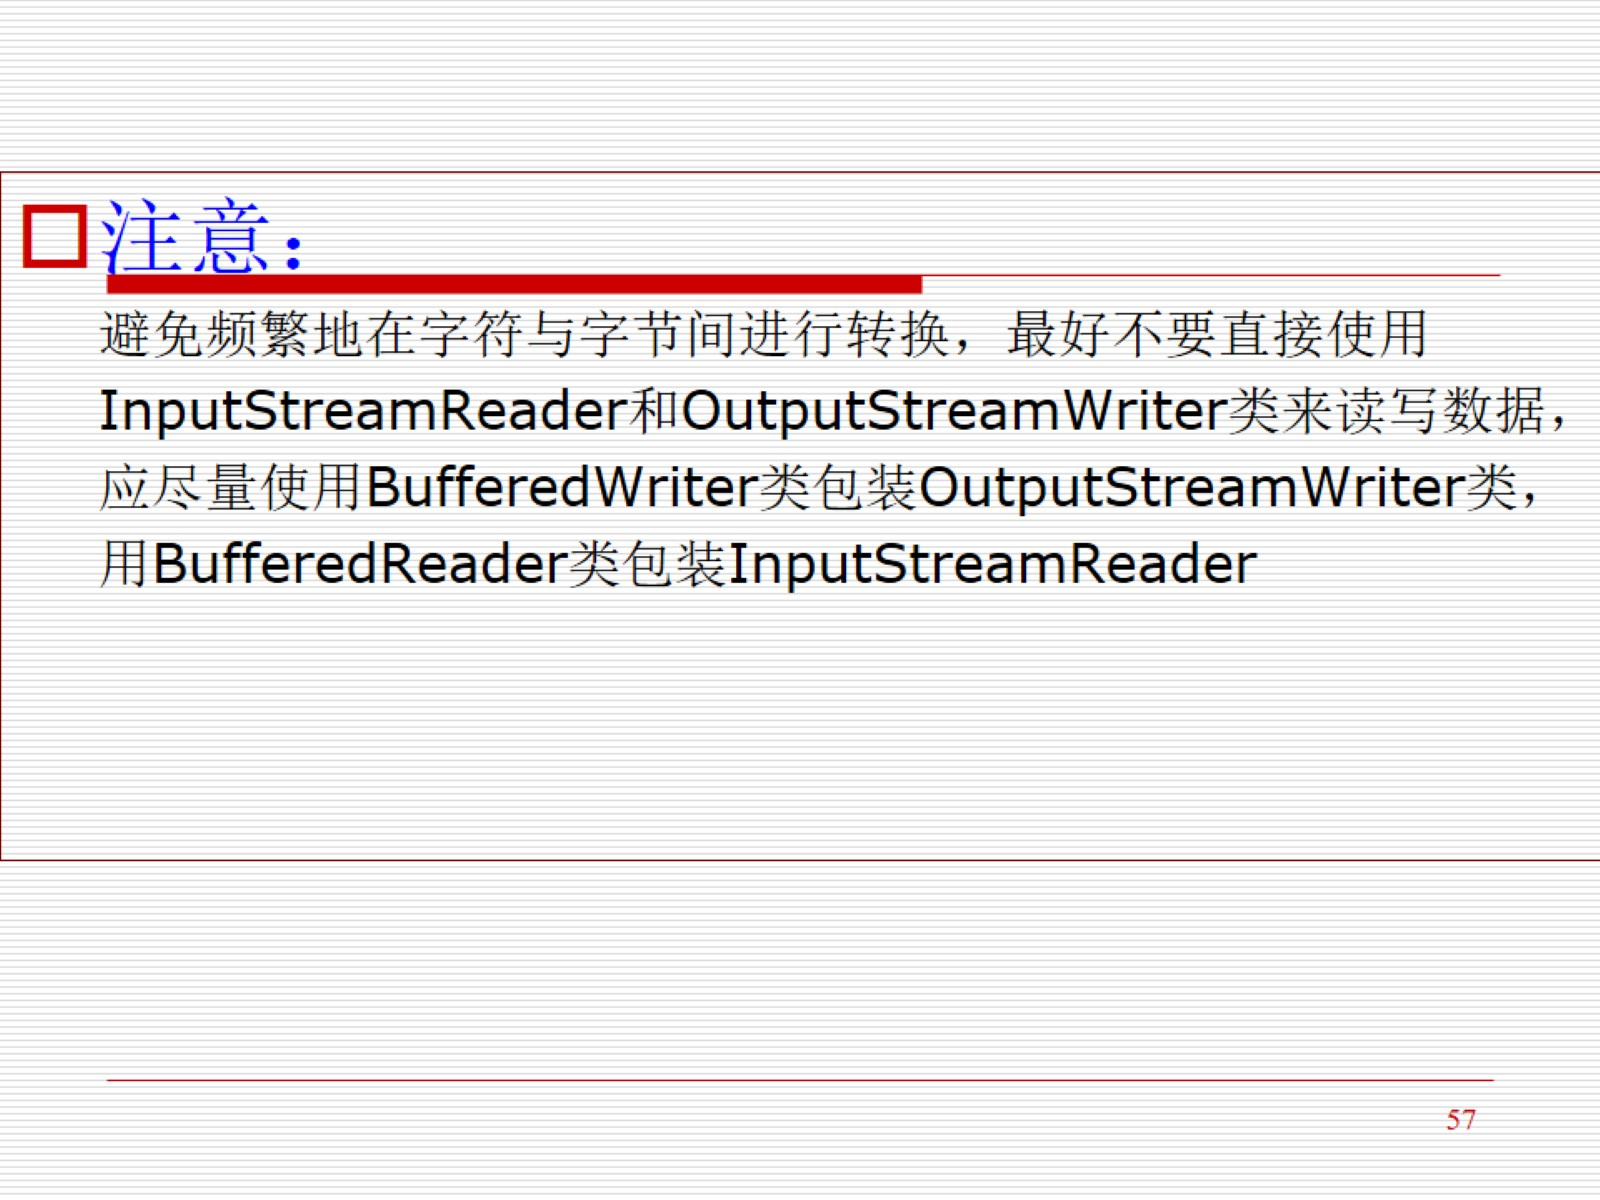 注意：
避免频繁地在字符与字节间进行转换，最好不要直接使用
InputStreamReader和OutputStreamWriter类来读写数据，
应尽量使用BufferedWriter类包装OutputStreamWriter类，
用BufferedReader类包装InputStreamReader
57